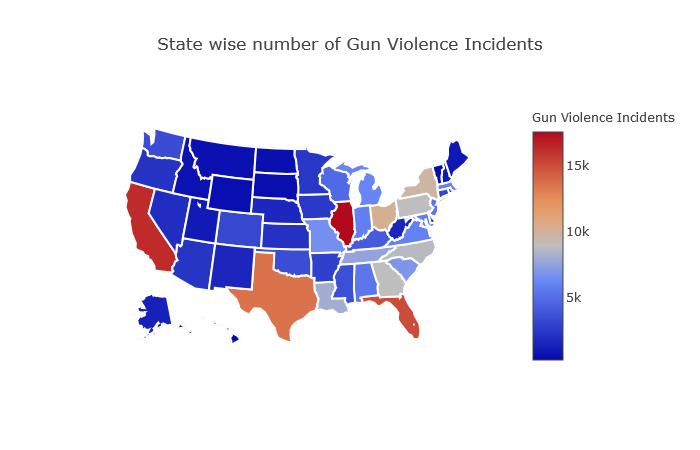 State wise number of Gun Violence Incidents
Gun Violence Incidents
15k
10k
5k